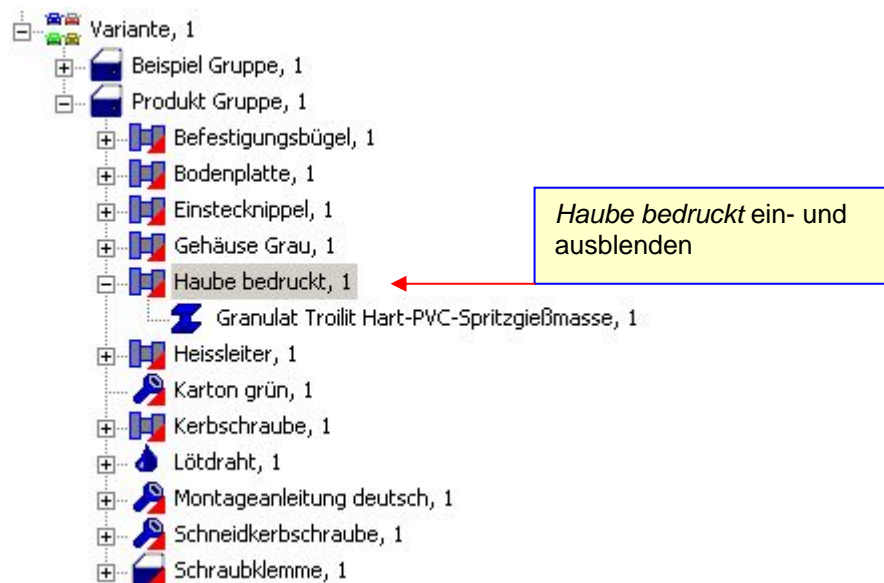 Variante, 1
Beispiel Gruppe, 1
Produkt Gruppe, 1
Befestigungsbügel, 1
Bodenplatte, 1
Einstecknippel, 1
Gehäuse Grau, 1
Haube bedruckt, 1
Haube bedruckt ein- und
ausblenden
Granulat Troilit Hart-PVC-Spritzgießmasse, 1
Heissleiter, 1
Karton grün, 1
Kerbschraube, 1
Lötdraht, 1
Montageanleitung deutsch, 1
Schneidkerbschraube, 1
Schraubklemme, 1